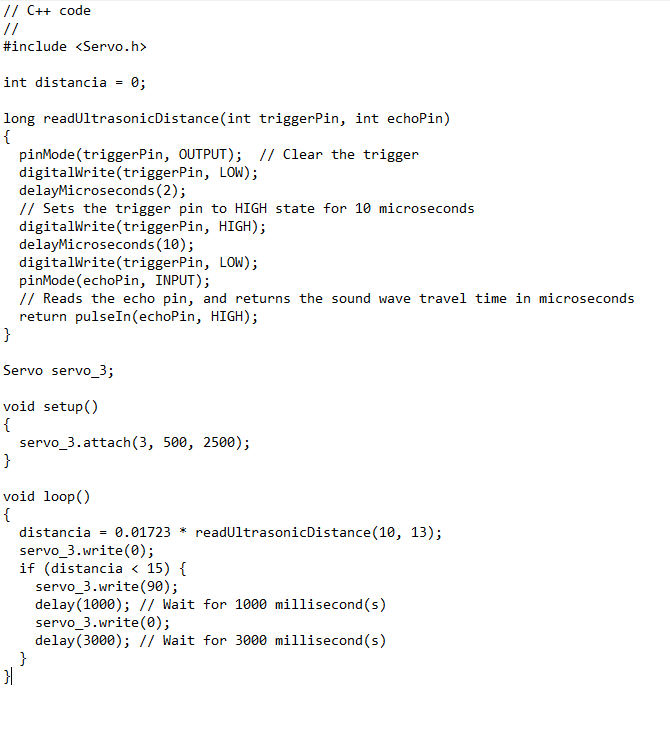 // C++ code
//
#include <Servo.h>

int distancia = 0;

long readUltrasonicDistance(int triggerPin, int echoPin)
{
  pinMode(triggerPin, OUTPUT);  // Clear the trigger
  digitalWrite(triggerPin, LOW);
  delayMicroseconds(2);
  // Sets the trigger pin to HIGH state for 10 microseconds
  digitalWrite(triggerPin, HIGH);
  delayMicroseconds(10);
  digitalWrite(triggerPin, LOW);
  pinMode(echoPin, INPUT);
  // Reads the echo pin, and returns the sound wave travel time in microseconds
  return pulseIn(echoPin, HIGH);
}

Servo servo_3;

void setup()
{
  servo_3.attach(3, 500, 2500);
}

void loop()
{
  distancia = 0.01723 * readUltrasonicDistance(10, 13);
  servo_3.write(0);
  if (distancia < 15) {
    servo_3.write(90);
    delay(1000); // Wait for 1000 millisecond(s)
    servo_3.write(0);
    delay(3000); // Wait for 3000 millisecond(s)
  }
}